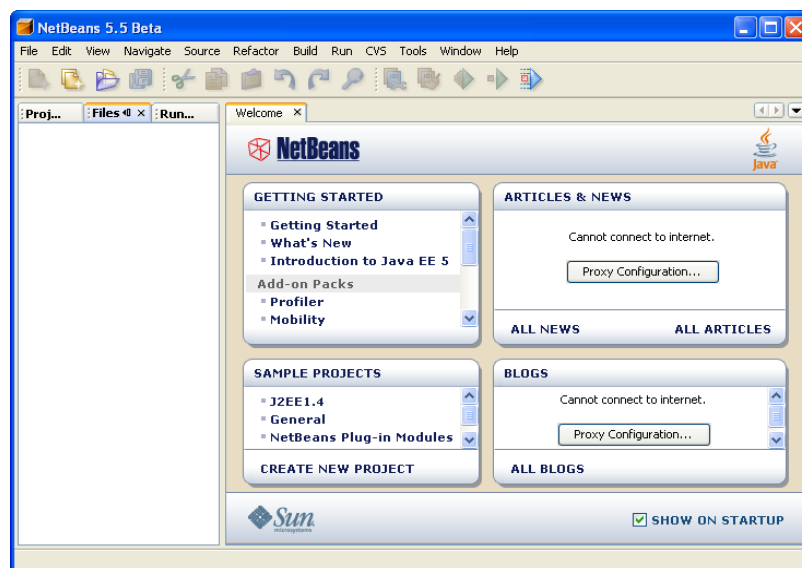 NetBeans 5.5 Beta
File Edit View Navigate Source Refactor Build Run CVS Tools Window Help
Proj... Files Run... Welcome
NetBeans
Java
GETTING STARTED
Getting Started
What's New
Introduction to Java EE 5
Add-on Packs
Profiler
Mobility
ARTICLES & NEWS
Cannot connect to internet.
Proxy Configuration...
ALL NEWS ALL ARTICLES
SAMPLE PROJECTS
J2EE1.4
General
NetBeans Plug-in Modules
CREATE NEW PROJECT
BLOGS
Cannot connect to internet.
Proxy Configuration...
ALL BLOGS
Sun
microsystems
SHOW ON STARTUP